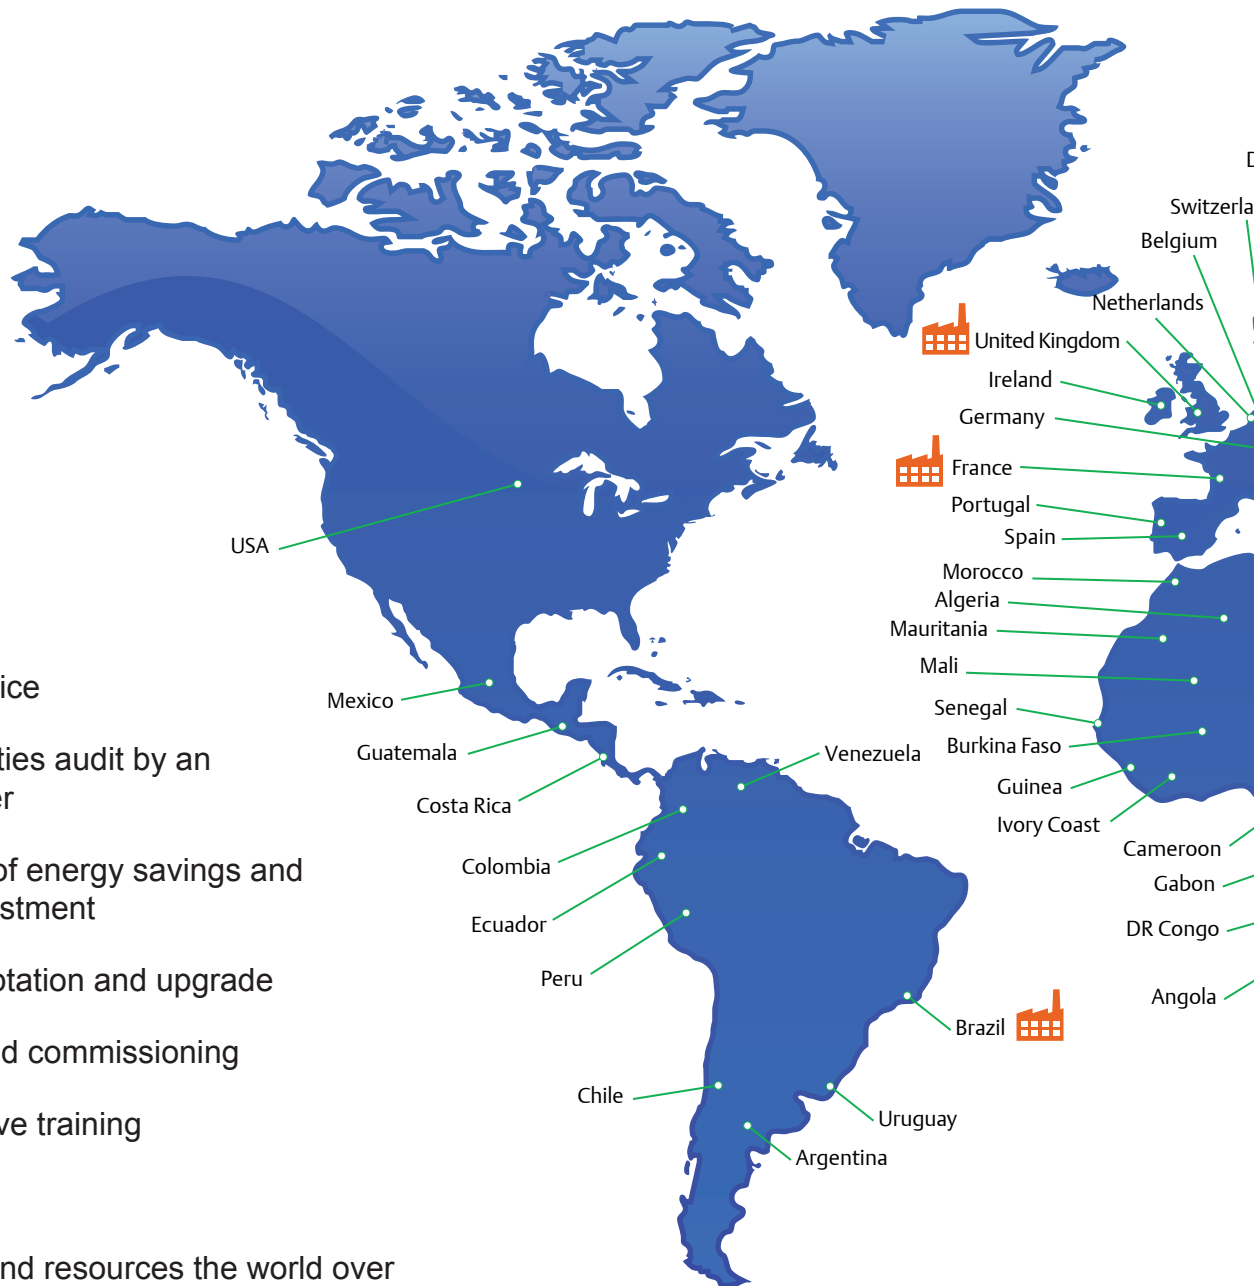 D
Switzerla
Belgium
Netherlands
United Kingdom
Ireland
Germany
France
Portugal
Spain
USA
Morocco
Algeria
Mauritania
Mali
Senegal
Burkina Faso
Guinea
Ivory Coast
Cameroon
Gabon
DR Congo
Angola
Mexico
Guatemala
Costa Rica
Venezuela
Colombia
Ecuador
Peru
Brazil
Chile
Uruguay
Argentina
ice
ties audit by an
er
of energy savings and
estment
ptation and upgrade
nd commissioning
ve training
nd resources the world over